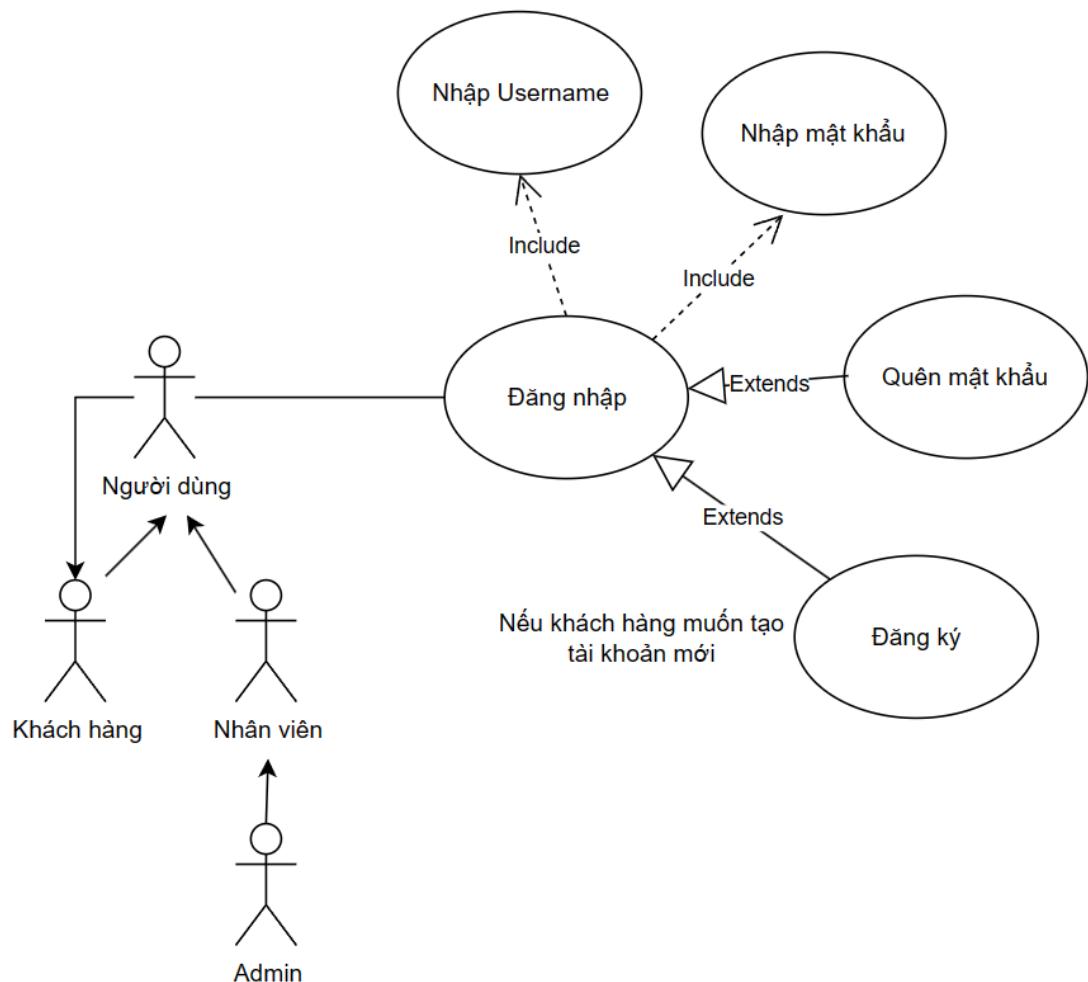 Nhập Username
Nhập mật khẩu
Include
Include
Đăng nhập
Extends
Quên mật khẩu
Người dùng
Extends
Nếu khách hàng muốn tạo
tài khoản mới
Đăng ký
Khách hàng
Nhân viên
Admin